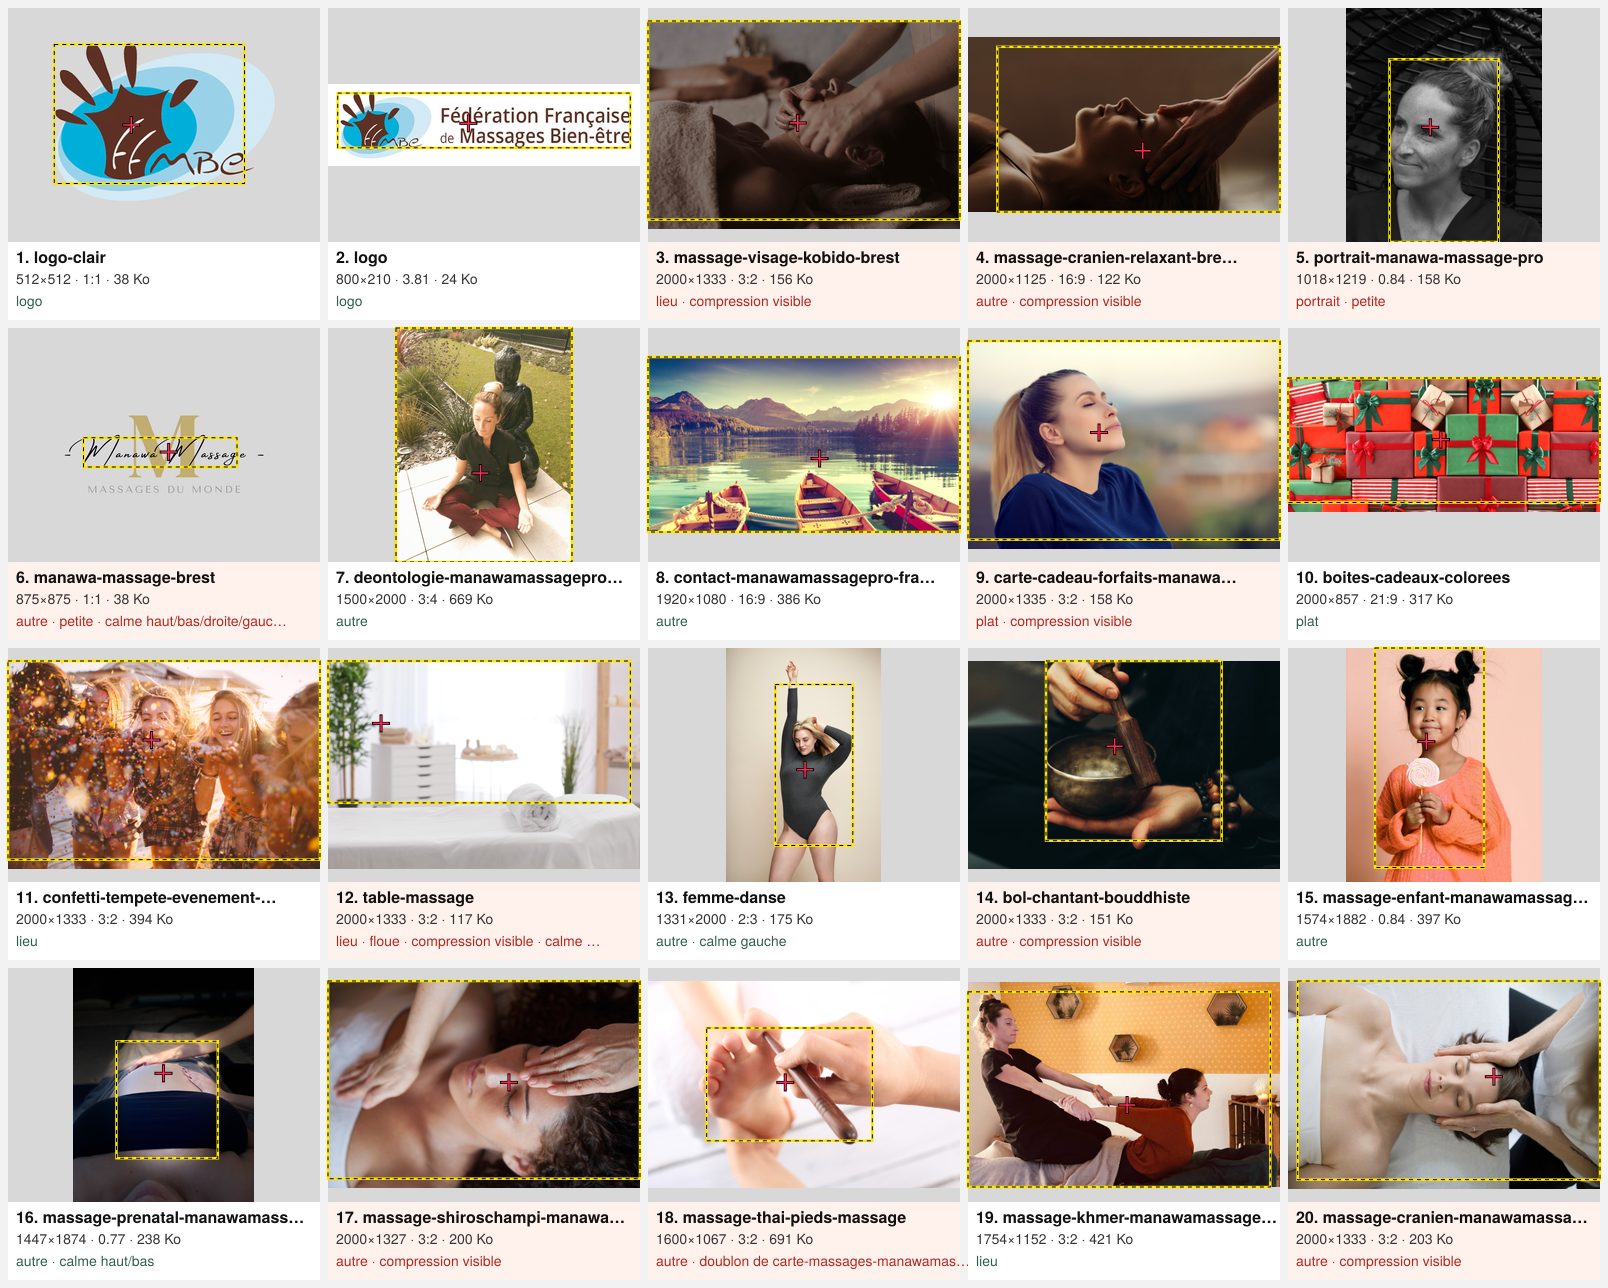 ffMBe
1. logo-clair
512×512 · 1:1 · 38 Ko
logo
ffMBe
Fédération Française
de Massages Bien-être
2. logo
800×210 · 3.81 · 24 Ko
logo
3. massage-visage-kobido-brest
2000×1333 · 3:2 · 156 Ko
lieu · compression visible
4. massage-cranien-relaxant-bre…
2000×1125 · 16:9 · 122 Ko
autre · compression visible
5. portrait-manawa-massage-pro
1018×1219 · 0.84 · 158 Ko
portrait · petite
M
- Manawa Massage -
MASSAGES DU MONDE
6. manawa-massage-brest
875×875 · 1:1 · 38 Ko
autre · petite · calme haut/bas/droite/gauc…
7. deontologie-manawamassagepro…
1500×2000 · 3:4 · 669 Ko
autre
8. contact-manawamassagepro-fra…
1920×1080 · 16:9 · 386 Ko
autre
9. carte-cadeau-forfaits-manawa…
2000×1335 · 3:2 · 158 Ko
plat · compression visible
10. boites-cadeaux-colorees
2000×857 · 21:9 · 317 Ko
plat
11. confetti-tempete-evenement-…
2000×1333 · 3:2 · 394 Ko
lieu
12. table-massage
2000×1333 · 3:2 · 117 Ko
lieu · floue · compression visible · calme …
13. femme-danse
1331×2000 · 2:3 · 175 Ko
autre · calme gauche
14. bol-chantant-bouddhiste
2000×1333 · 3:2 · 151 Ko
autre · compression visible
15. massage-enfant-manawamassag…
1574×1882 · 0.84 · 397 Ko
autre
16. massage-prenatal-manawamass…
1447×1874 · 0.77 · 238 Ko
autre · calme haut/bas
17. massage-shiroschampi-manawa…
2000×1327 · 3:2 · 200 Ko
autre · compression visible
18. massage-thai-pieds-massage
1600×1067 · 3:2 · 691 Ko
autre · doublon de carte-massages-manawamas…
19. massage-khmer-manawamassage…
1754×1152 · 3:2 · 421 Ko
lieu
20. massage-cranien-manawamassa…
2000×1333 · 3:2 · 203 Ko
autre · compression visible